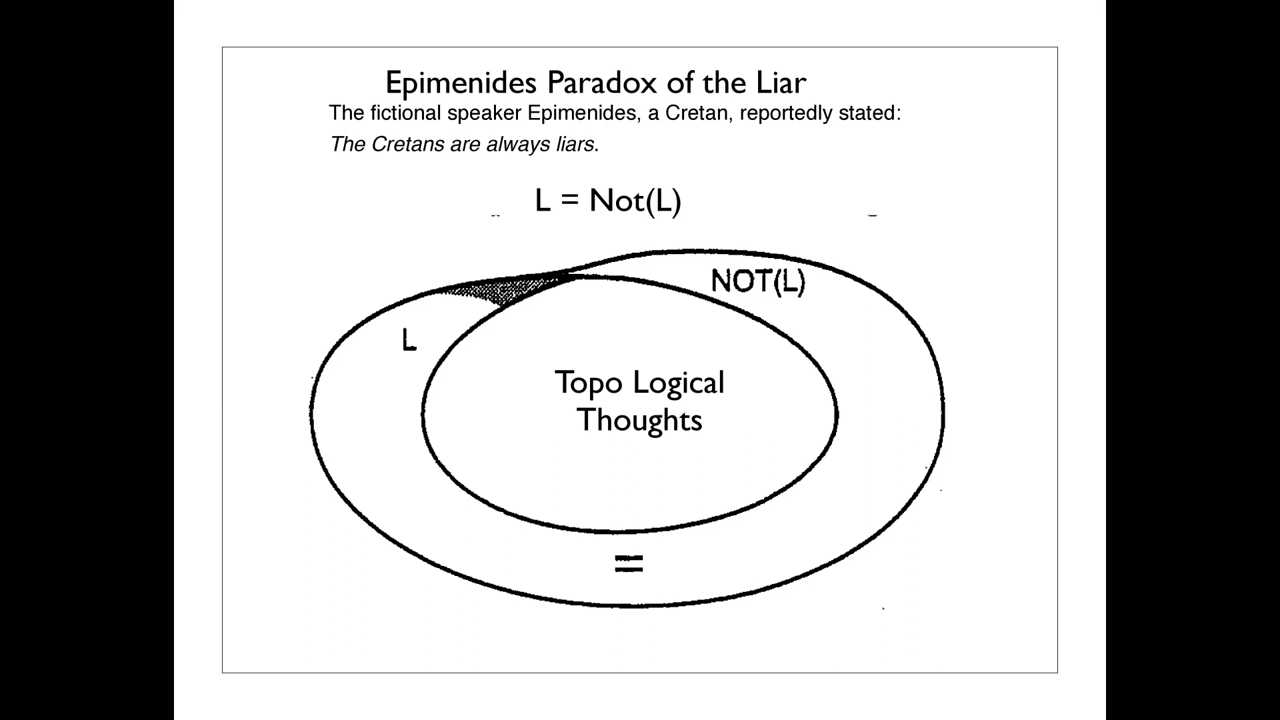 Epimenides Paradox of the Liar
The fictional speaker Epimenides, a Cretan, reportedly stated:
The Cretans are always liars.
L = Not(L)
NOT(L)
L
Topo Logical
Thoughts
=